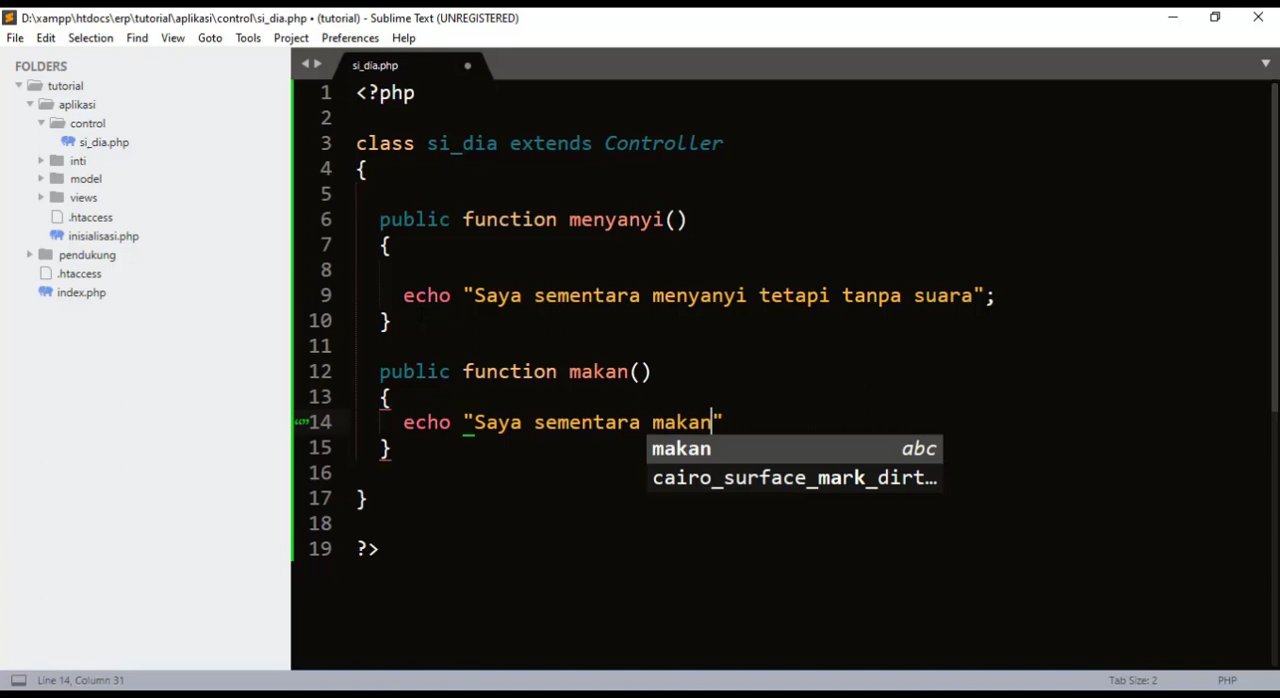 D:\xampp\htdocs\erp\tutorial\aplikasi\control\si_dia.php • (tutorial) - Sublime Text (UNREGISTERED)
File Edit Selection Find View Goto Tools Project Preferences Help
FOLDERS
tutorial
aplikasi
control
si_dia.php
inti
model
views
.htaccess
inisialisasi.php
pendukung
.htaccess
index.php
si_dia.php
1 <?php
2
3 class si_dia extends Controller
4 {
5
6 public function menyanyi()
7 {
8
9 echo "Saya sementara menyanyi tetapi tanpa suara";
10 }
11
12 public function makan()
13 {
14 echo "Saya sementara makan"
makan abc
15 }
cairo_surface_mark_dirt…
16
17 }
18
19 ?>
Line 14, Column 31 Tab Size: 2 PHP